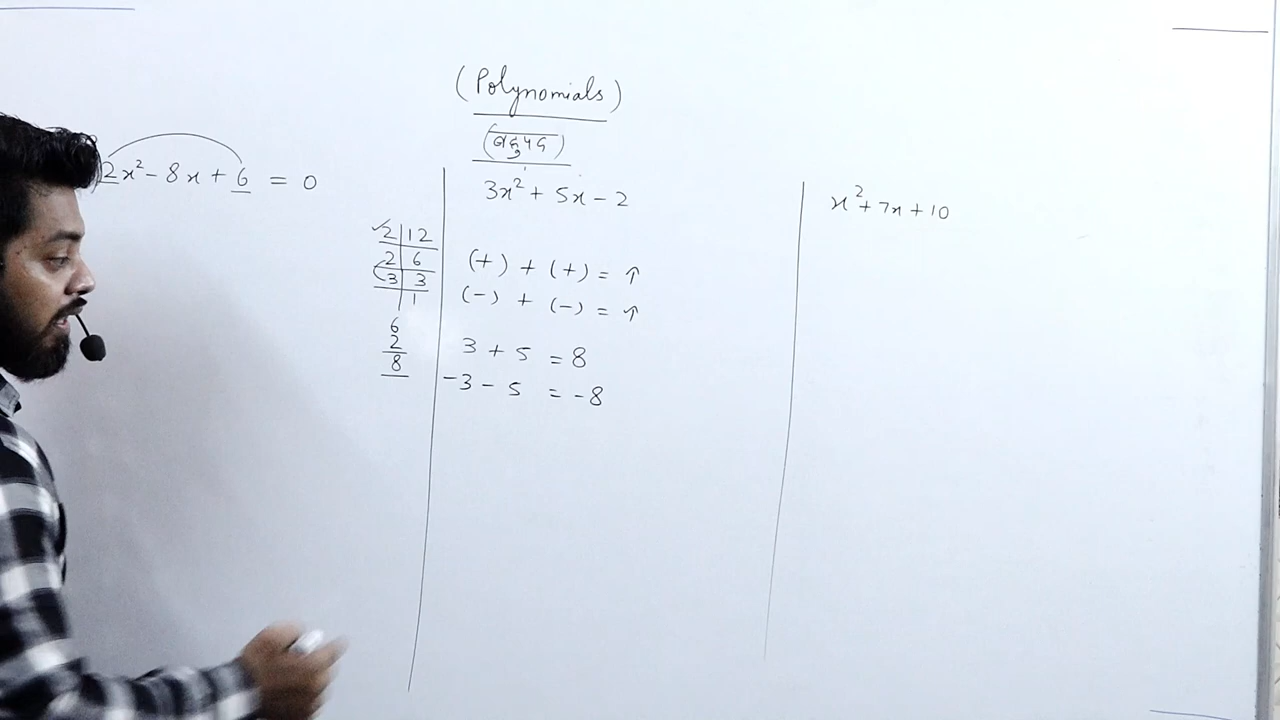 (Polynomials)
(बहुपद)
2x² - 8x + 6 = 0
2 | 12
2 | 6
3 | 3
1
6
2
8
3x² + 5x - 2
(+) + (+) = ↑
(-) + (-) = ↑
3 + 5 = 8
-3 - 5 = -8
x² + 7x + 10